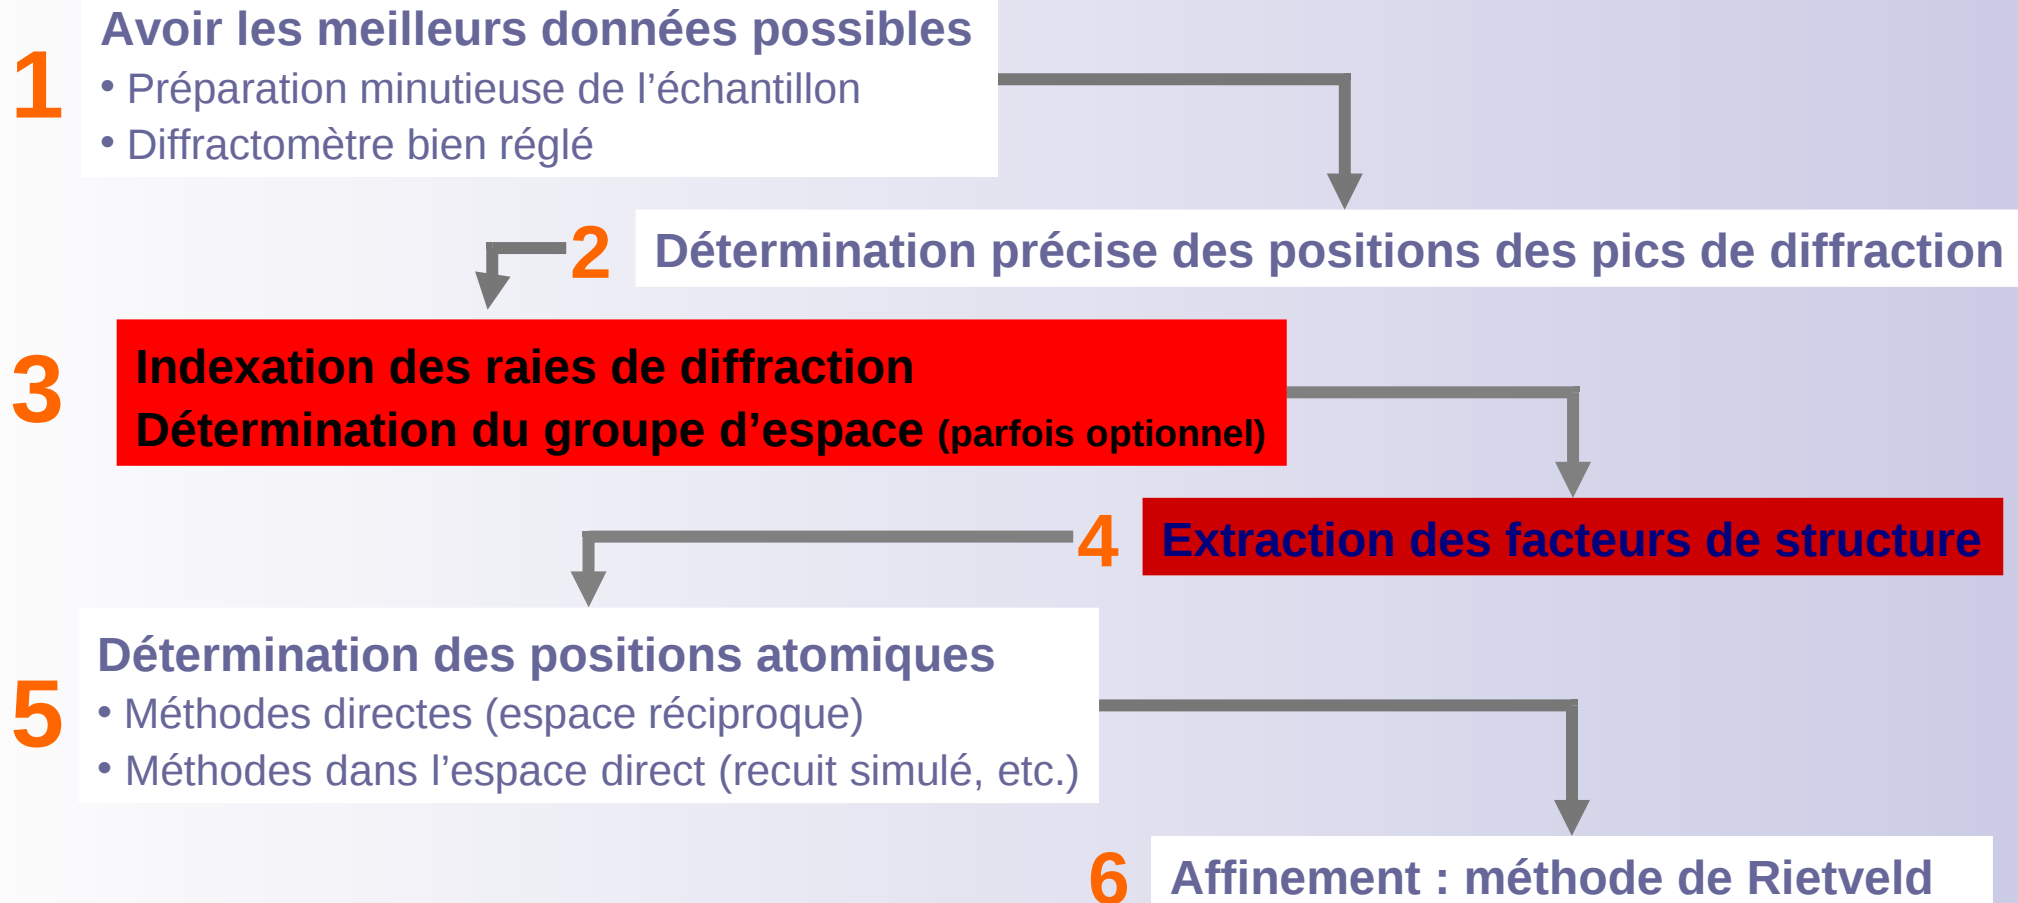 Avoir les meilleurs données possibles
1
• Préparation minutieuse de l’échantillon
• Diffractomètre bien réglé
2 Détermination précise des positions des pics de diffraction
Indexation des raies de diffraction
3
Détermination du groupe d’espace (parfois optionnel)
4 Extraction des facteurs de structure
Détermination des positions atomiques
5
• Méthodes directes (espace réciproque)
• Méthodes dans l’espace direct (recuit simulé, etc.)
6 Affinement : méthode de Rietveld